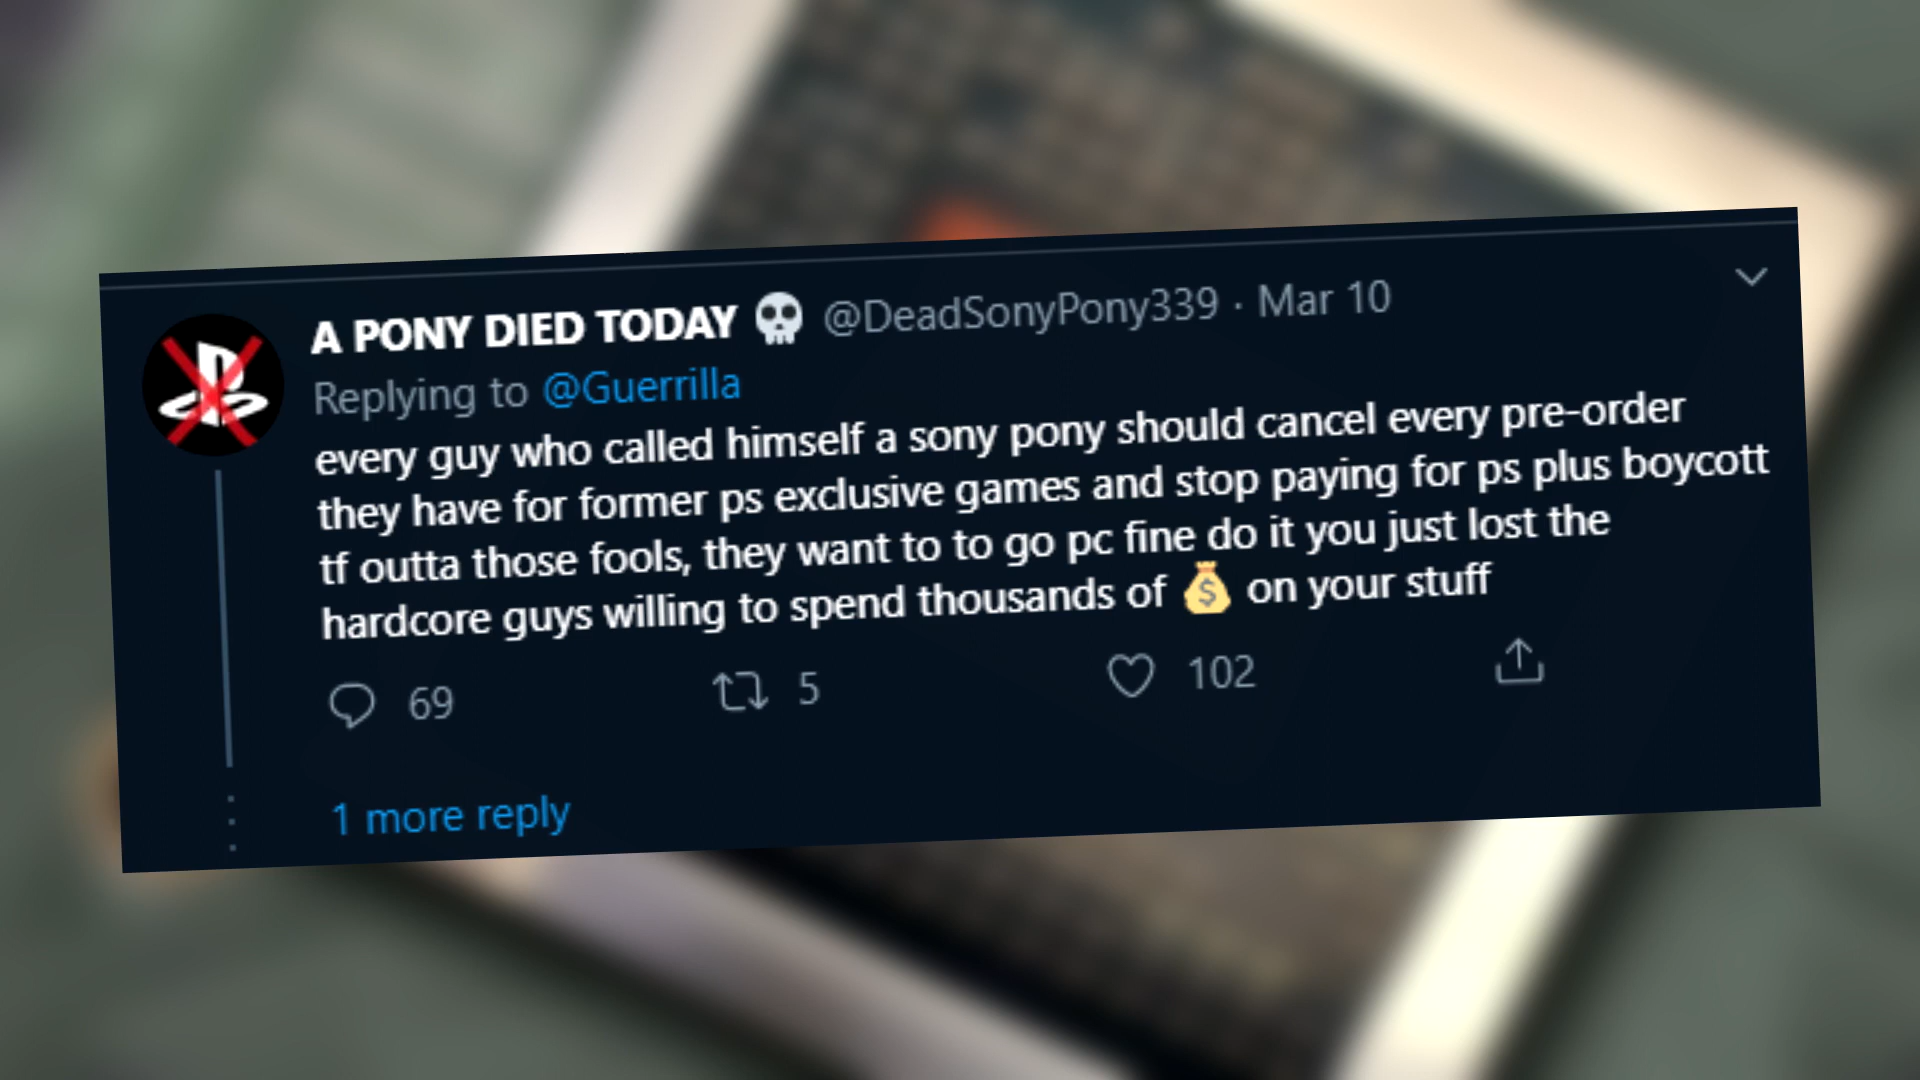 A PONY DIED TODAY 💀 @DeadSonyPony339 · Mar 10
Replying to @Guerrilla
every guy who called himself a sony pony should cancel every pre-order
they have for former ps exclusive games and stop paying for ps plus boycott
tf outta those fools, they want to to go pc fine do it you just lost the
hardcore guys willing to spend thousands of 💰 on your stuff
69 5 102
1 more reply